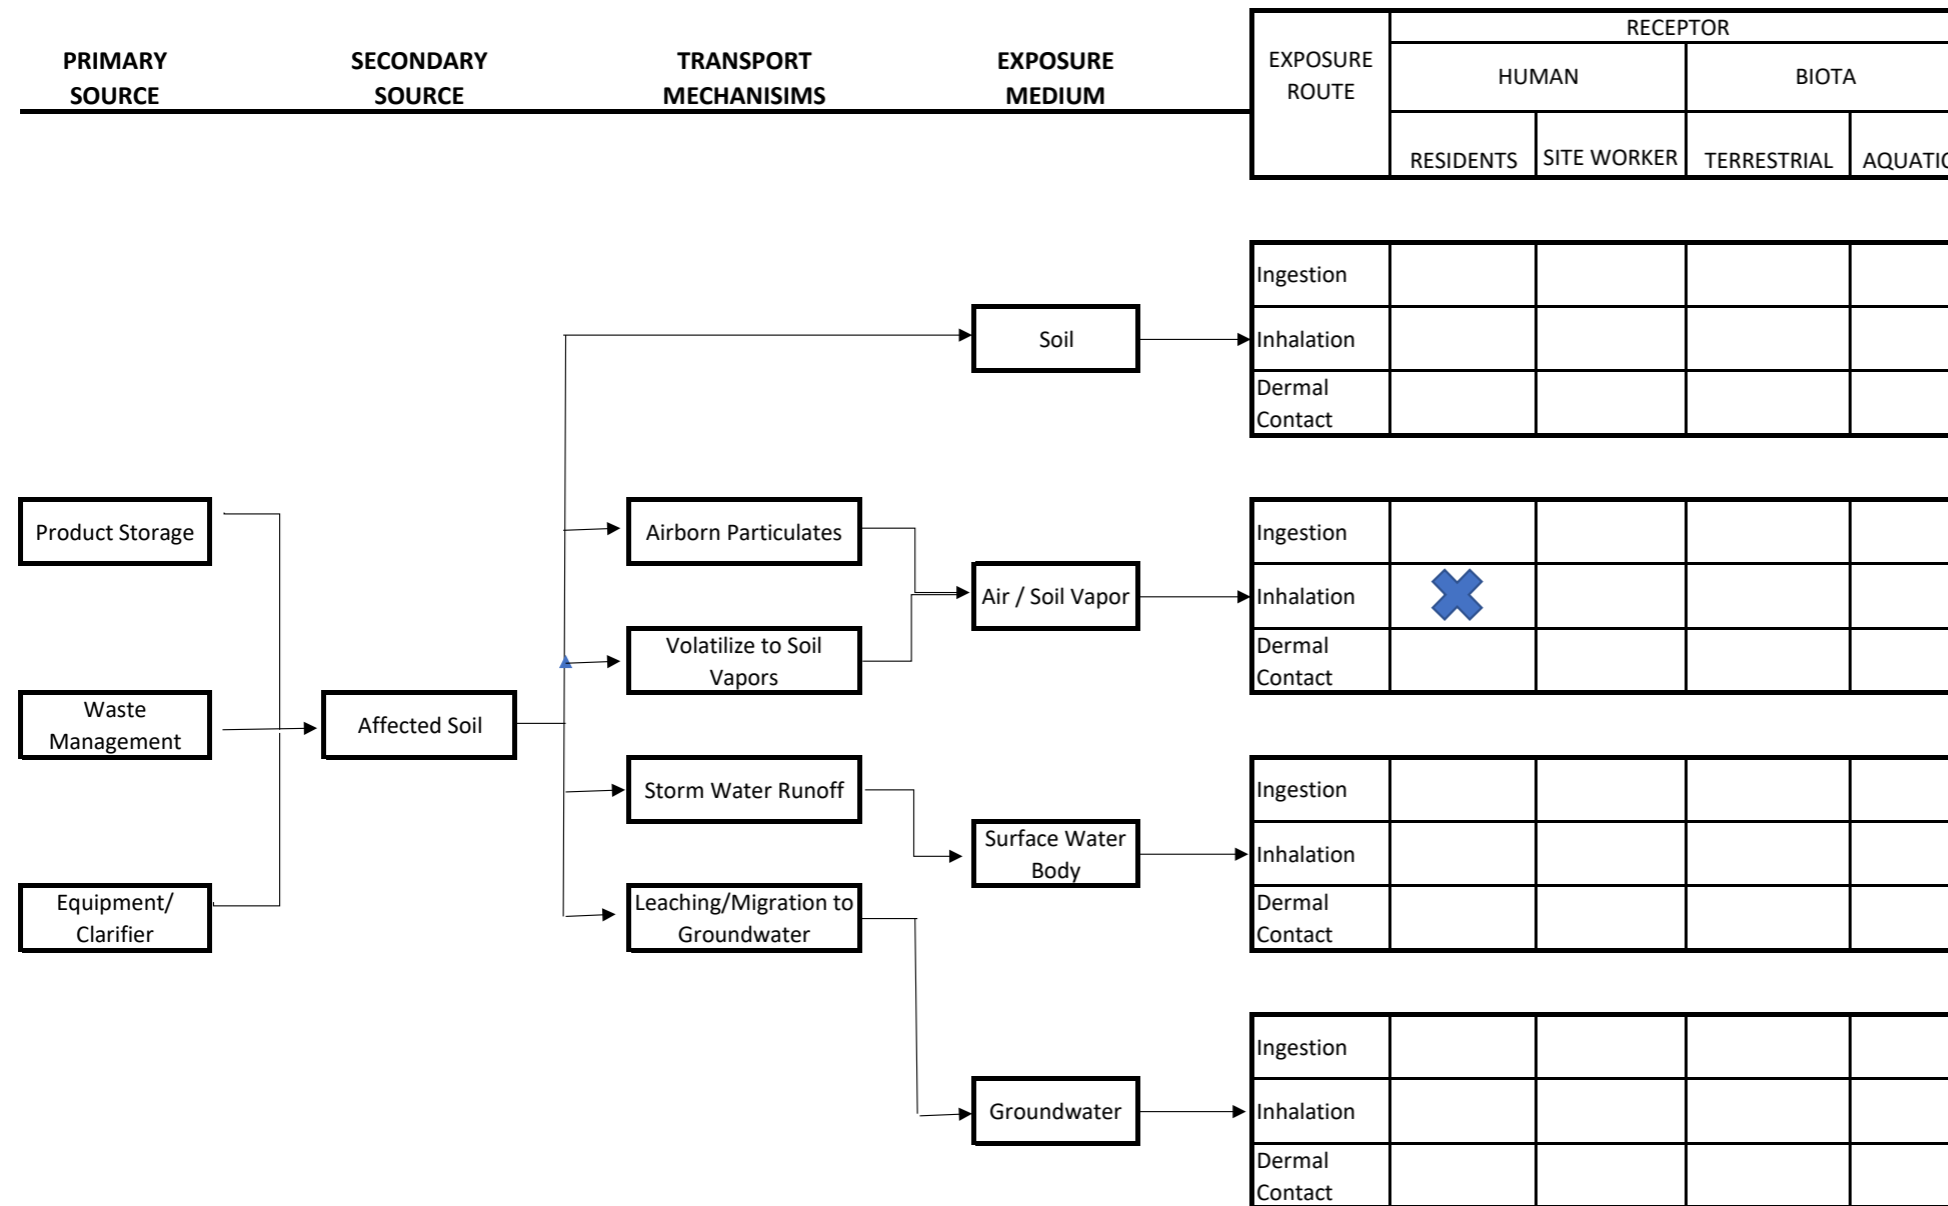 PRIMARY
SOURCE
SECONDARY
SOURCE
TRANSPORT
MECHANISIMS
EXPOSURE
MEDIUM
EXPOSURE
ROUTE
RECEPTOR
HUMAN
BIOTA
RESIDENTS
SITE WORKER
TERRESTRIAL
AQUATIC
Product Storage
Waste
Management
Equipment/
Clarifier
Affected Soil
Airborn Particulates
Volatilize to Soil
Vapors
Storm Water Runoff
Leaching/Migration to
Groundwater
Soil
Ingestion
Inhalation
Dermal
Contact
Air / Soil Vapor
Ingestion
Inhalation
Dermal
Contact
Surface Water
Body
Ingestion
Inhalation
Dermal
Contact
Groundwater
Ingestion
Inhalation
Dermal
Contact